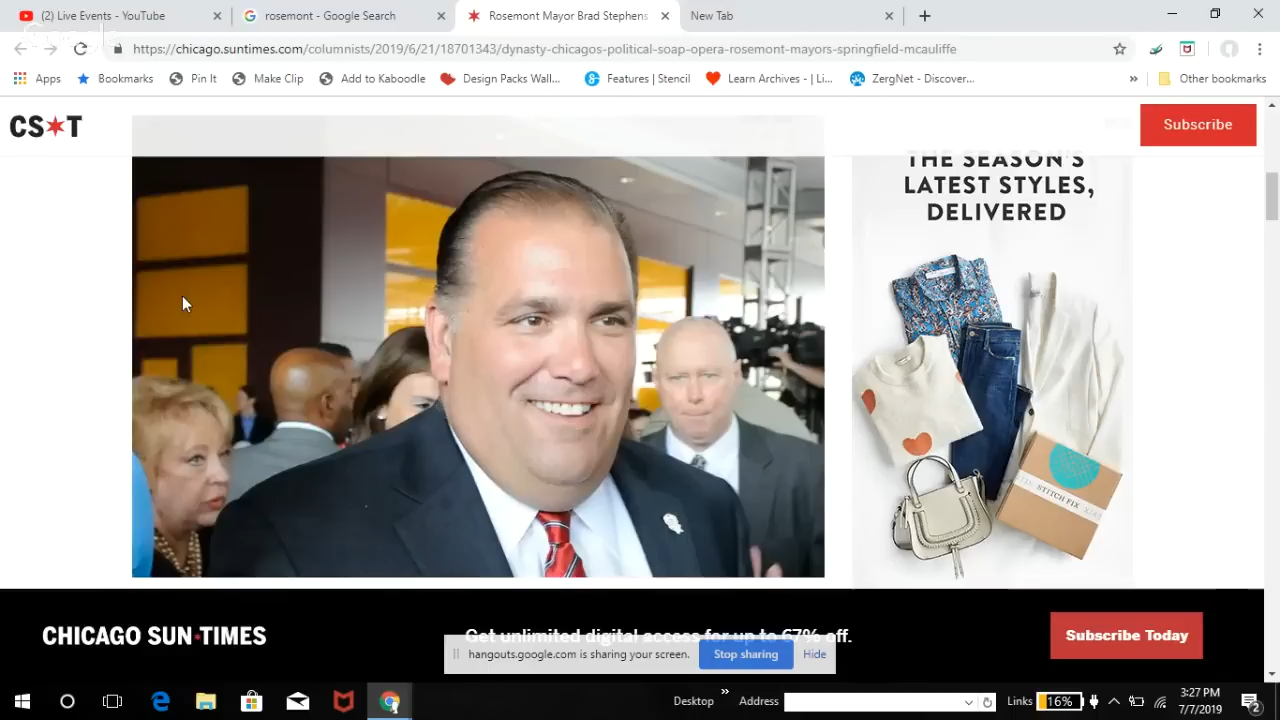 (2) Live Events - YouTube
rosemont - Google Search
Rosemont Mayor Brad Stephens
New Tab
https://chicago.suntimes.com/columnists/2019/6/21/18701343/dynasty-chicagos-political-soap-opera-rosemont-mayors-springfield-mcauliffe
Apps
Bookmarks
Pin It
Make Clip
Add to Kaboodle
Design Packs Wall...
Features | Stencil
Learn Archives - | Li...
ZergNet - Discover...
»
Other bookmarks
CS T
Subscribe
THE SEASON'S
LATEST STYLES,
DELIVERED
STITCH FIX
CHICAGO SUN TIMES
Get unlimited digital access for up to 67% off.
Subscribe Today
hangouts.google.com is sharing your screen.
Stop sharing
Hide
Desktop
»
Address
Links
16%
3:27 PM
7/7/2019
2